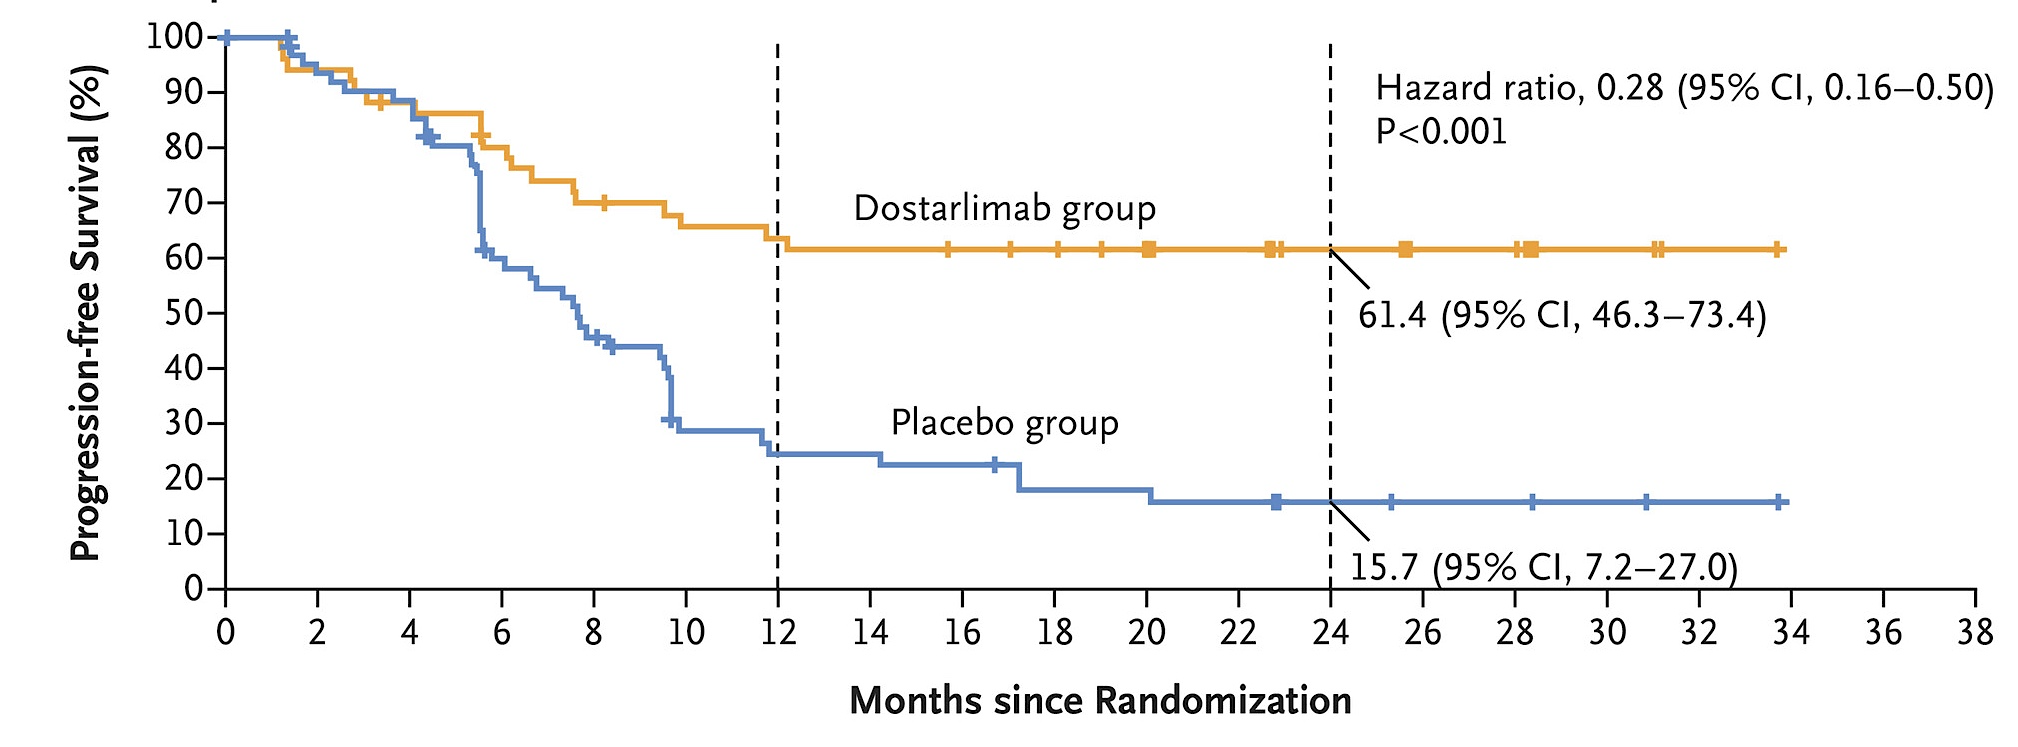 100
90
80
70
60
50
40
30
20
10
0
Progression-free Survival (%)
Hazard ratio, 0.28 (95% CI, 0.16–0.50)
P<0.001
Dostarlimab group
61.4 (95% CI, 46.3–73.4)
Placebo group
15.7 (95% CI, 7.2–27.0)
0 2 4 6 8 10 12 14 16 18 20 22 24 26 28 30 32 34 36 38
Months since Randomization